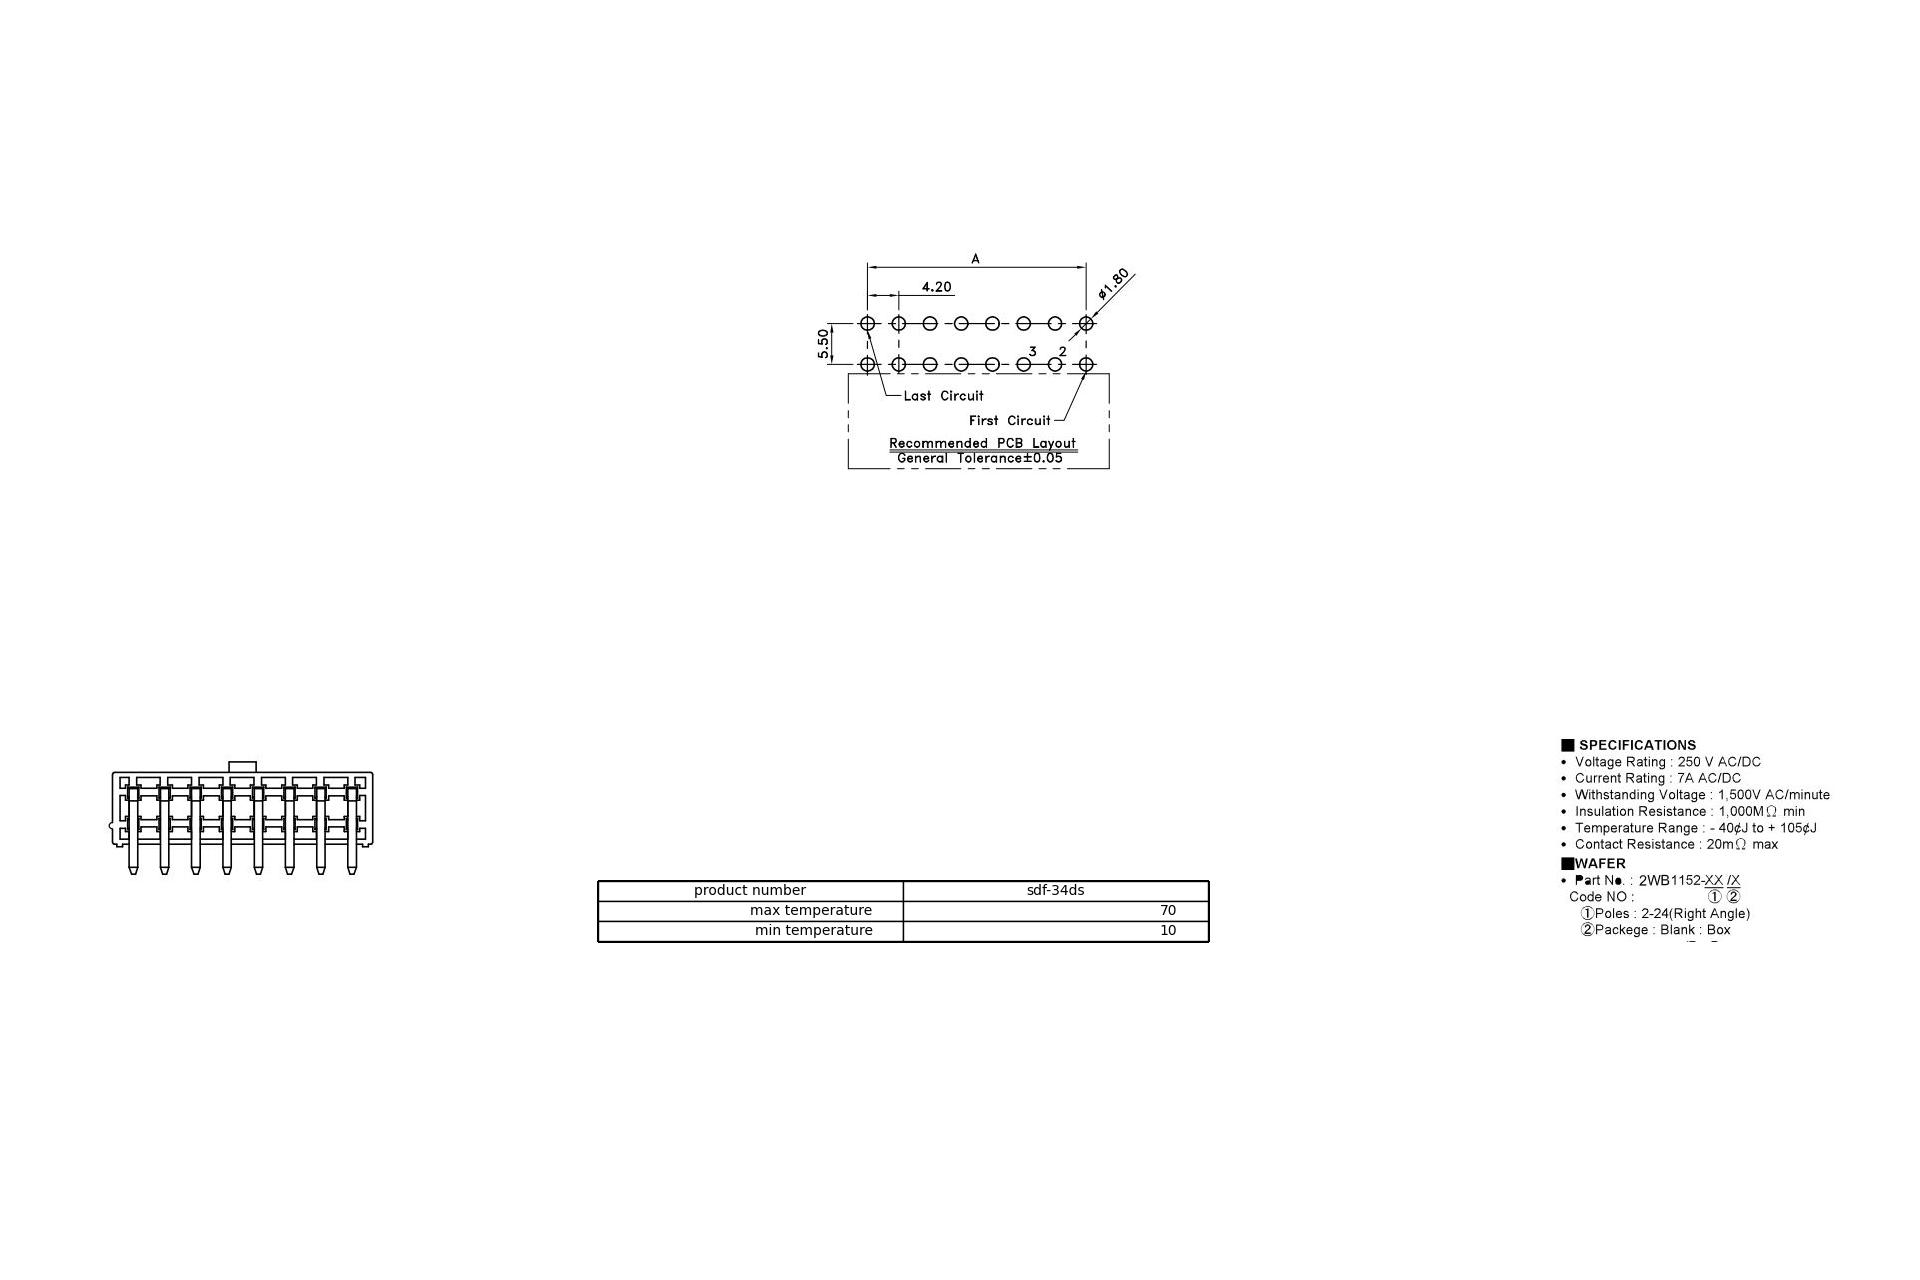 A
4.20
ø1.80
5.50
3 2
Last Circuit
First Circuit
Recommended PCB Layout
General Tolerance±0.05
■ SPECIFICATIONS
• Voltage Rating : 250 V AC/DC
• Current Rating : 7A AC/DC
• Withstanding Voltage : 1,500V AC/minute
• Insulation Resistance : 1,000MΩ min
• Temperature Range : - 40¢J to + 105¢J
• Contact Resistance : 20mΩ max
■WAFER
• Part No. : 2WB1152-XX /X
Code NO : ① ②
①Poles : 2-24(Right Angle)
②Packege : Blank : Box
product number sdf-34ds
max temperature 70
min temperature 10